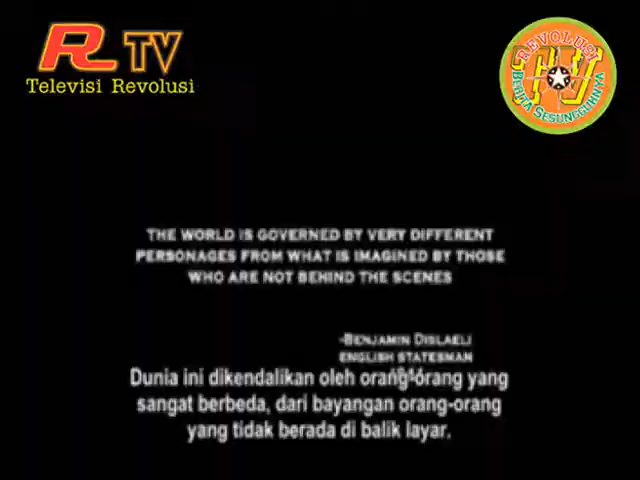 R TV
Televisi Revolusi
REVOLUSI
TV
BERITA SESUNGGUHNYA
THE WORLD IS GOVERNED BY VERY DIFFERENT
PERSONAGES FROM WHAT IS IMAGINED BY THOSE
WHO ARE NOT BEHIND THE SCENES
-BENJAMIN DISLAELI
ENGLISH STATESMAN
Dunia ini dikendalikan oleh orang-orang yang
sangat berbeda, dari bayangan orang-orang
yang tidak berada di balik layar.